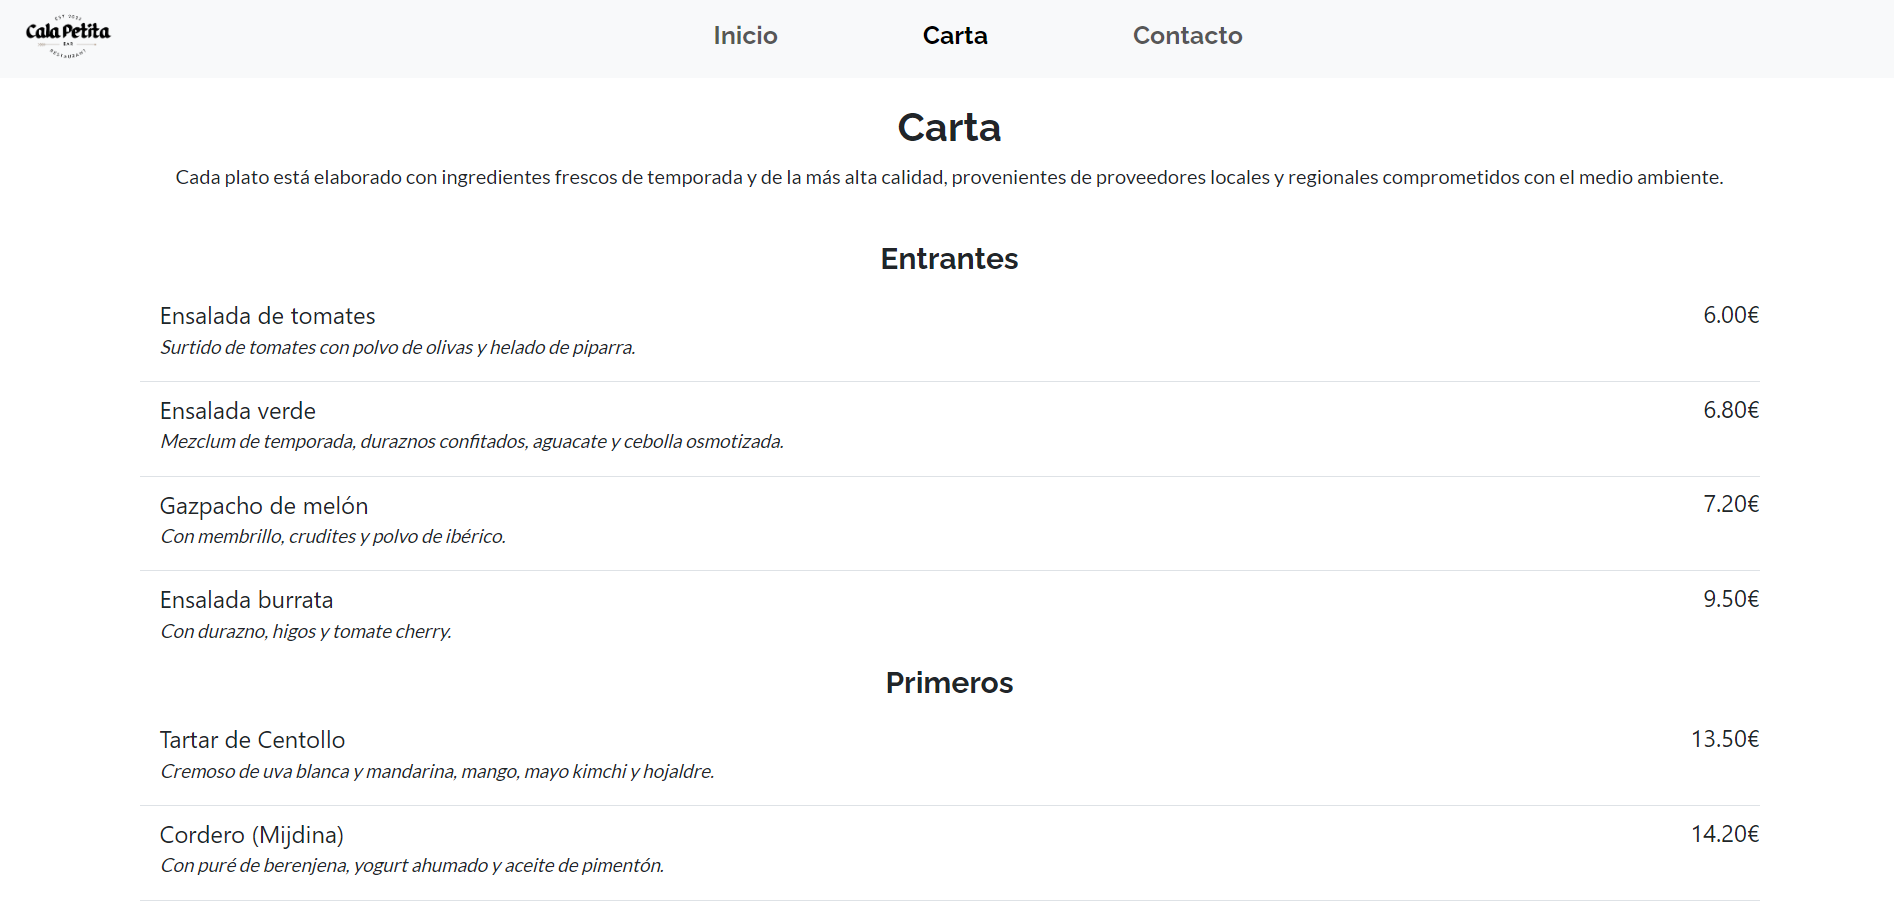 EST 2023
Cala Petita
BAR
RESTAURANT
Inicio
Carta
Contacto
Carta
Cada plato está elaborado con ingredientes frescos de temporada y de la más alta calidad, provenientes de proveedores locales y regionales comprometidos con el medio ambiente.
Entrantes
Ensalada de tomates 6.00€
Surtido de tomates con polvo de olivas y helado de piparra.
Ensalada verde 6.80€
Mezclum de temporada, duraznos confitados, aguacate y cebolla osmotizada.
Gazpacho de melón 7.20€
Con membrillo, crudites y polvo de ibérico.
Ensalada burrata 9.50€
Con durazno, higos y tomate cherry.
Primeros
Tartar de Centollo 13.50€
Cremoso de uva blanca y mandarina, mango, mayo kimchi y hojaldre.
Cordero (Mijdina) 14.20€
Con puré de berenjena, yogurt ahumado y aceite de pimentón.